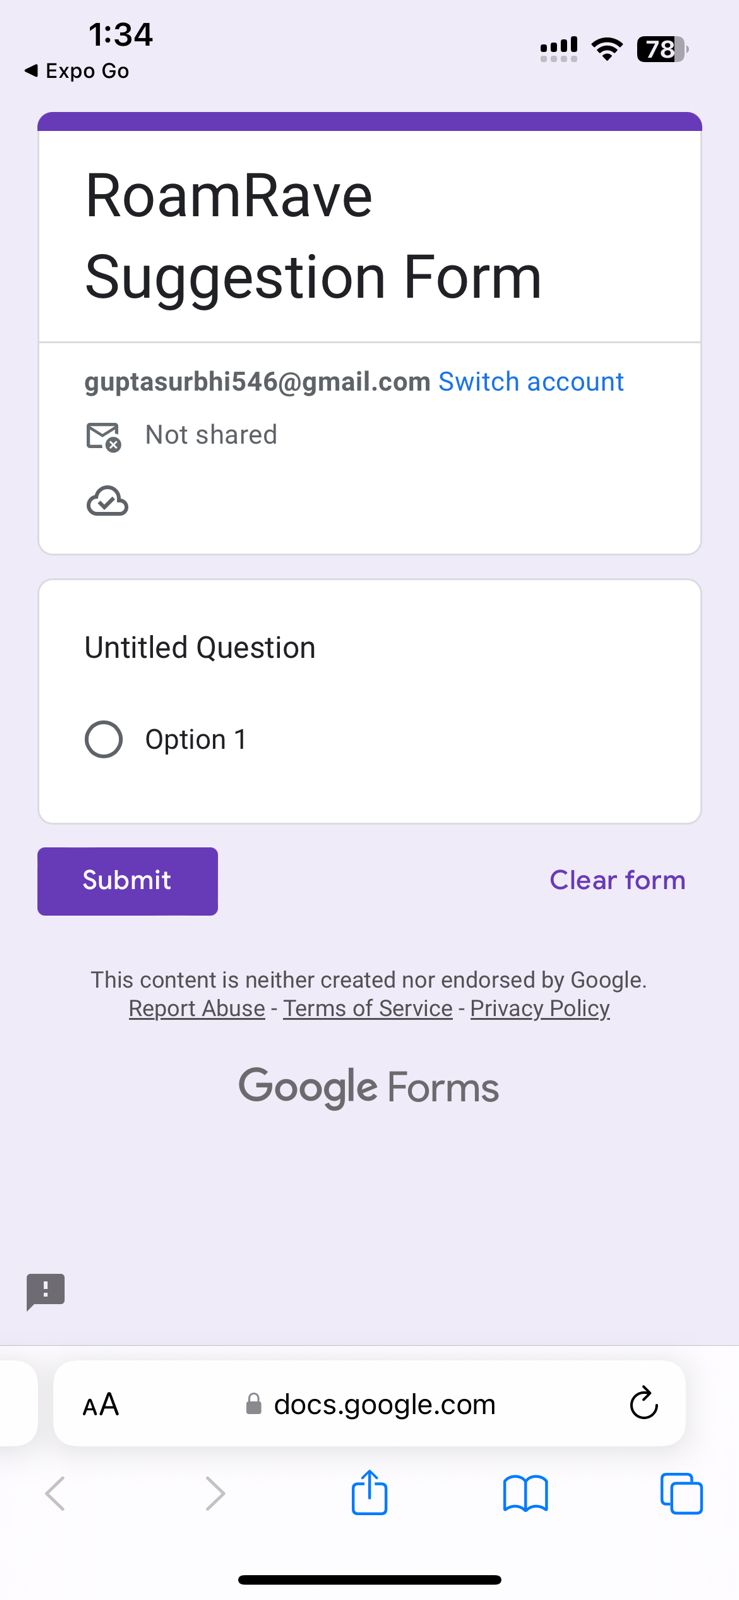 1:34
78
◀ Expo Go
RoamRave
Suggestion Form
guptasurbhi546@gmail.com Switch account
Not shared
Untitled Question
Option 1
Submit
Clear form
This content is neither created nor endorsed by Google.
Report Abuse - Terms of Service - Privacy Policy
Google Forms
AA
docs.google.com